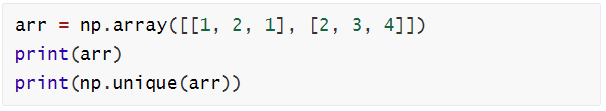 arr = np.array([[1, 2, 1], [2, 3, 4]])
print(arr)
print(np.unique(arr))